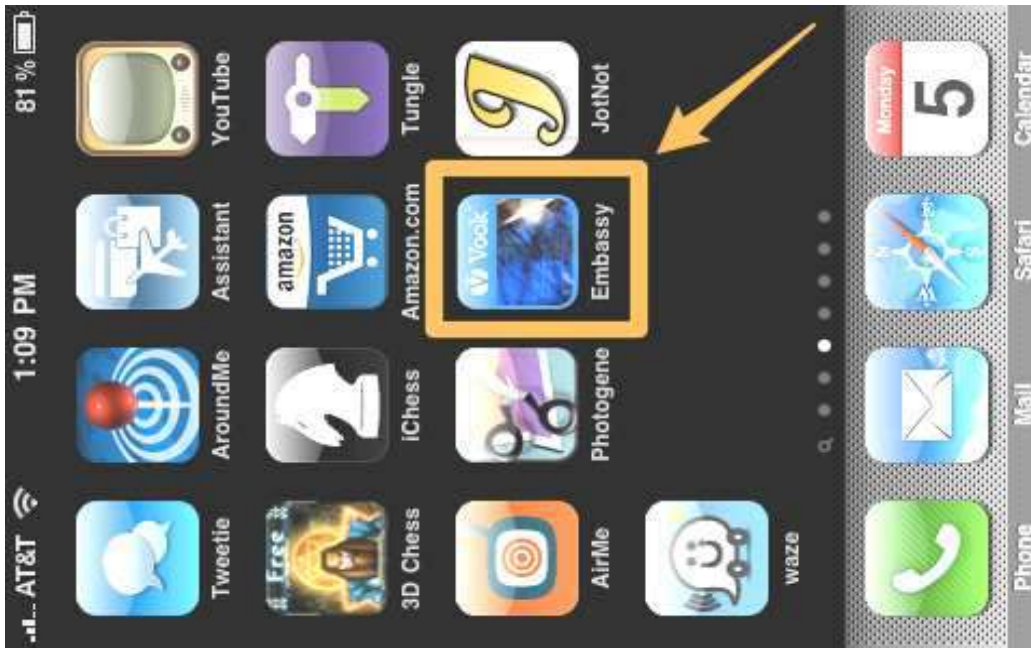 AT&T 1:09 PM 81 %
Tweetie AroundMe Assistant YouTube
Free
amazon
3D Chess iChess Amazon.com Tungle
Vook
AirMe Photogene Embassy JotNot
waze
Monday
5
Phone Mail Safari Calendar